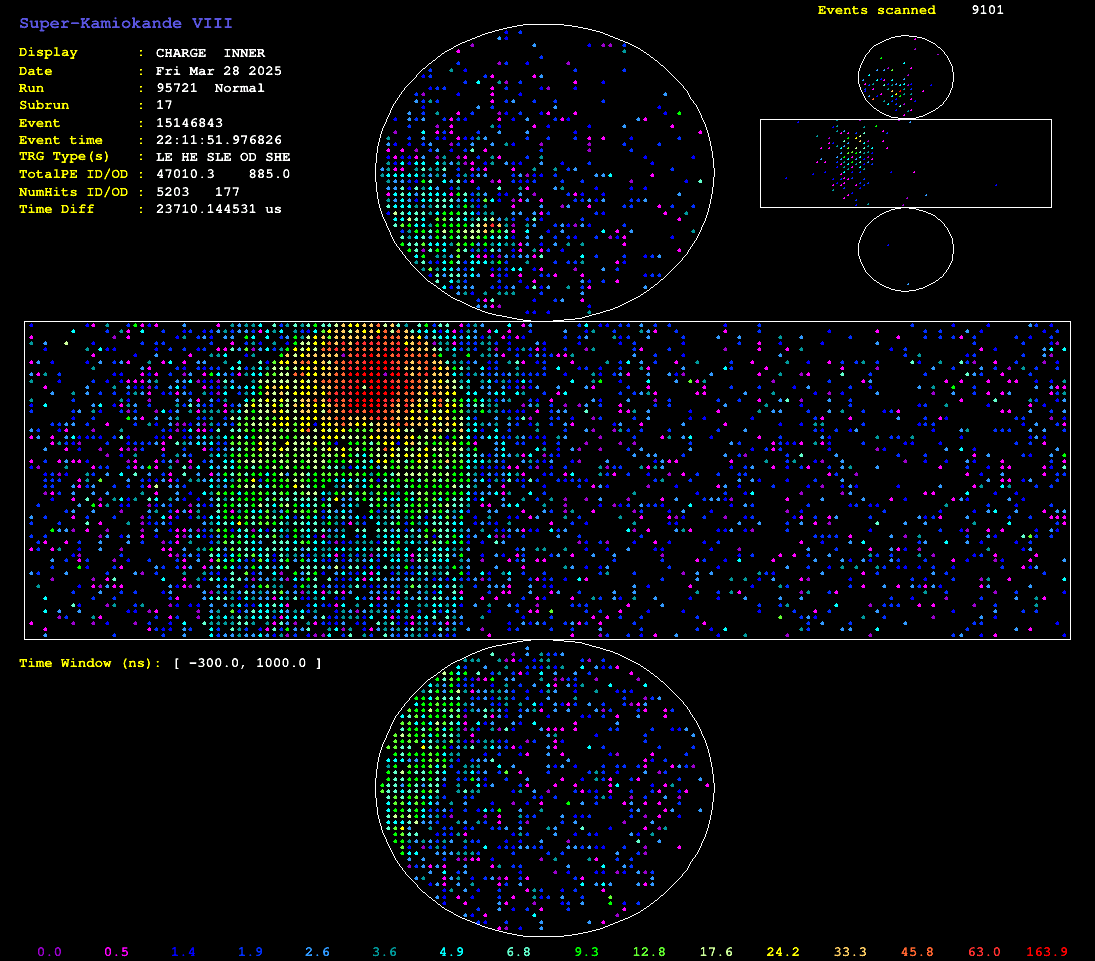 Super-Kamiokande VIII
Events scanned 9101
Display : CHARGE INNER
Date : Fri Mar 28 2025
Run : 95721 Normal
Subrun : 17
Event : 15146843
Event time : 22:11:51.976826
TRG Type(s) : LE HE SLE OD SHE
TotalPE ID/OD : 47010.3 885.0
NumHits ID/OD : 5203 177
Time Diff : 23710.144531 us
Time Window (ns): [ -300.0, 1000.0 ]
0.0 0.5 1.4 1.9 2.6 3.6 4.9 6.8 9.3 12.8 17.6 24.2 33.3 45.8 63.0 163.9